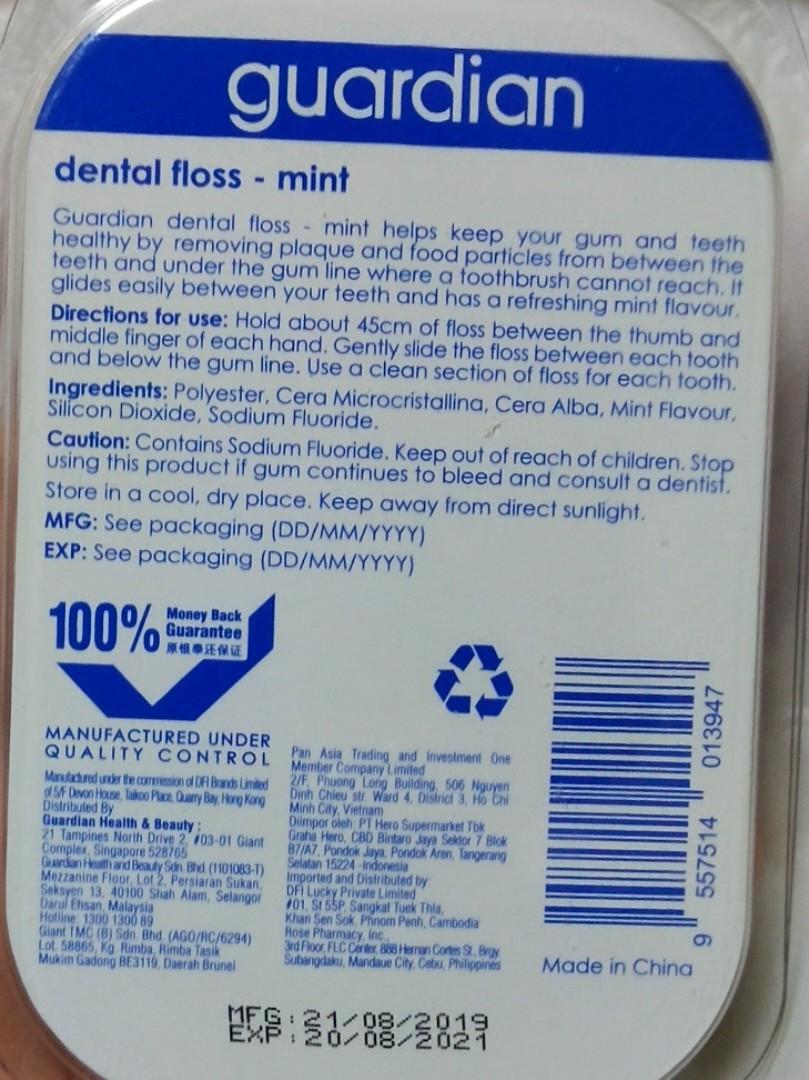 guardian
dental floss - mint
Guardian dental floss - mint helps keep your gum and teeth
healthy by removing plaque and food particles from between the
teeth and under the gum line where a toothbrush cannot reach. It
glides easily between your teeth and has a refreshing mint flavour.
Directions for use: Hold about 45cm of floss between the thumb and
middle finger of each hand. Gently slide the floss between each tooth
and below the gum line. Use a clean section of floss for each tooth.
Ingredients: Polyester, Cera Microcristallina, Cera Alba, Mint Flavour,
Silicon Dioxide, Sodium Fluoride.
Caution: Contains Sodium Fluoride. Keep out of reach of children. Stop
using this product if gum continues to bleed and consult a dentist.
Store in a cool, dry place. Keep away from direct sunlight.
MFG: See packaging (DD/MM/YYYY)
EXP: See packaging (DD/MM/YYYY)
100% Money Back
Guarantee
原银奉还保证
MANUFACTURED UNDER
QUALITY CONTROL
Manufactured under the commission of DFI Brands Limited
of 5/F Devon House, Taikoo Place, Quarry Bay, Hong Kong
Distributed By
Guardian Health & Beauty :
21 Tampines North Drive 2, #03-01 Giant
Complex, Singapore 528765
Guardian Health and Beauty Sdn. Bhd. (1101083-T)
Mezzanine Floor, Lot 2, Persiaran Sukan,
Seksyen 13, 40100 Shah Alam, Selangor
Darul Ehsan, Malaysia
Hotline: 1300 1300 89
Giant TMC (B) Sdn. Bhd. (AGO/RC/6294)
Lot. 58865, Kg. Rimba, Rimba Tasik
Mukim Gadong BE3119, Daerah Brunei
Pan Asia Trading and Investment One
Member Company Limited
2/F, Phuong Long Building, 506 Nguyen
Dinh Chieu str. Ward 4, District 3, Ho Chi
Minh City, Vietnam
Diimpor oleh: PT Hero Supermarket Tbk
Graha Hero, CBD Bintaro Jaya Sektor 7 Blok
B7/A7, Pondok Jaya, Pondok Aren, Tangerang
Selatan 15224 -Indonesia
Imported and Distributed by:
DFI Lucky Private Limited
#01, St 55P, Sangkat Tuek Thla,
Khan Sen Sok, Phnom Penh, Cambodia
Rose Pharmacy, Inc.,
3rd Floor, FLC Center, 888 Hernan Cortes St., Brgy.
Subangdaku, Mandaue City, Cebu, Philippines
9 557514 013947
Made in China
MFG:21/08/2019
EXP:20/08/2021